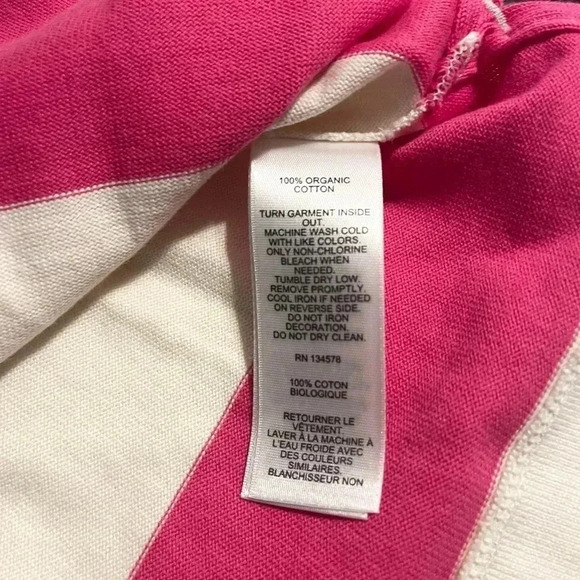 100% ORGANIC
COTTON
TURN GARMENT INSIDE
OUT.
MACHINE WASH COLD
WITH LIKE COLORS.
ONLY NON-CHLORINE
BLEACH WHEN
NEEDED.
TUMBLE DRY LOW.
REMOVE PROMPTLY.
COOL IRON IF NEEDED
ON REVERSE SIDE.
DO NOT IRON
DECORATION.
DO NOT DRY CLEAN.
RN 134576
100% COTON
BIOLOGIQUE
RETOURNER LE
VÊTEMENT.
LAVER À LA MACHINE À
L'EAU FROIDE AVEC
DES COULEURS
SIMILAIRES.
BLANCHISSEUR NON